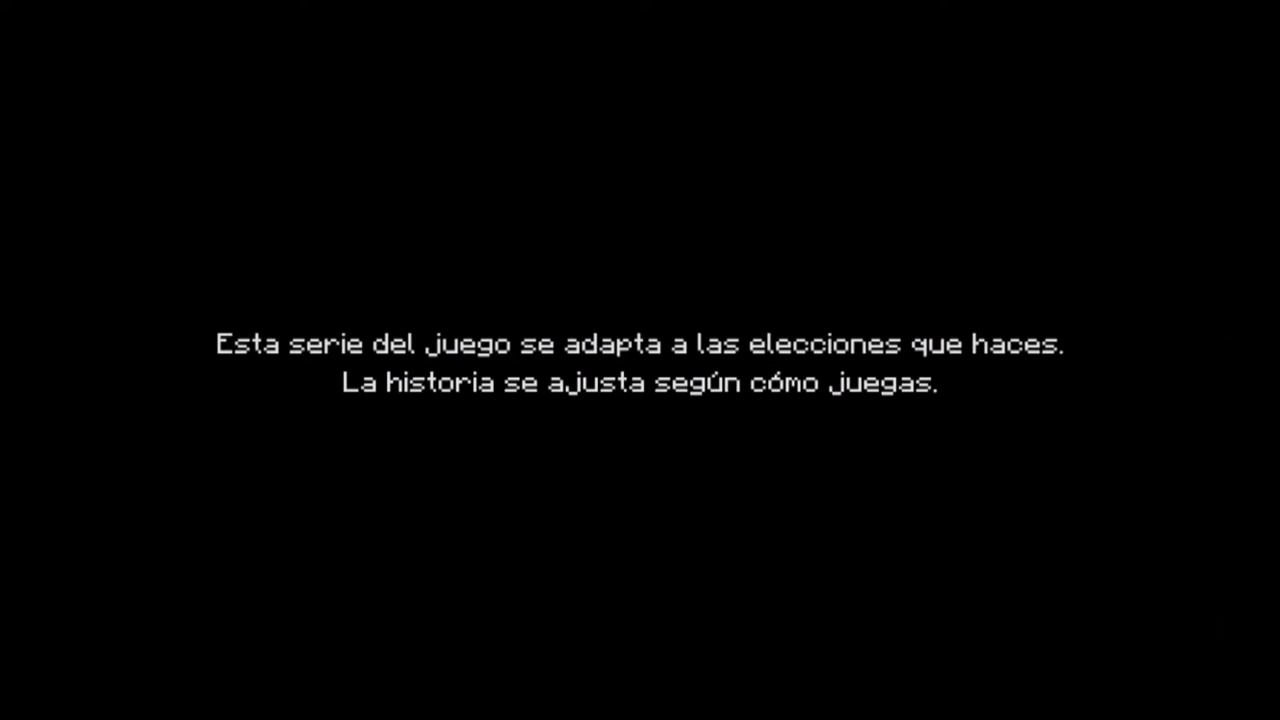 Esta serie del juego se adapta a las elecciones que haces.
La historia se ajusta según cómo juegas.